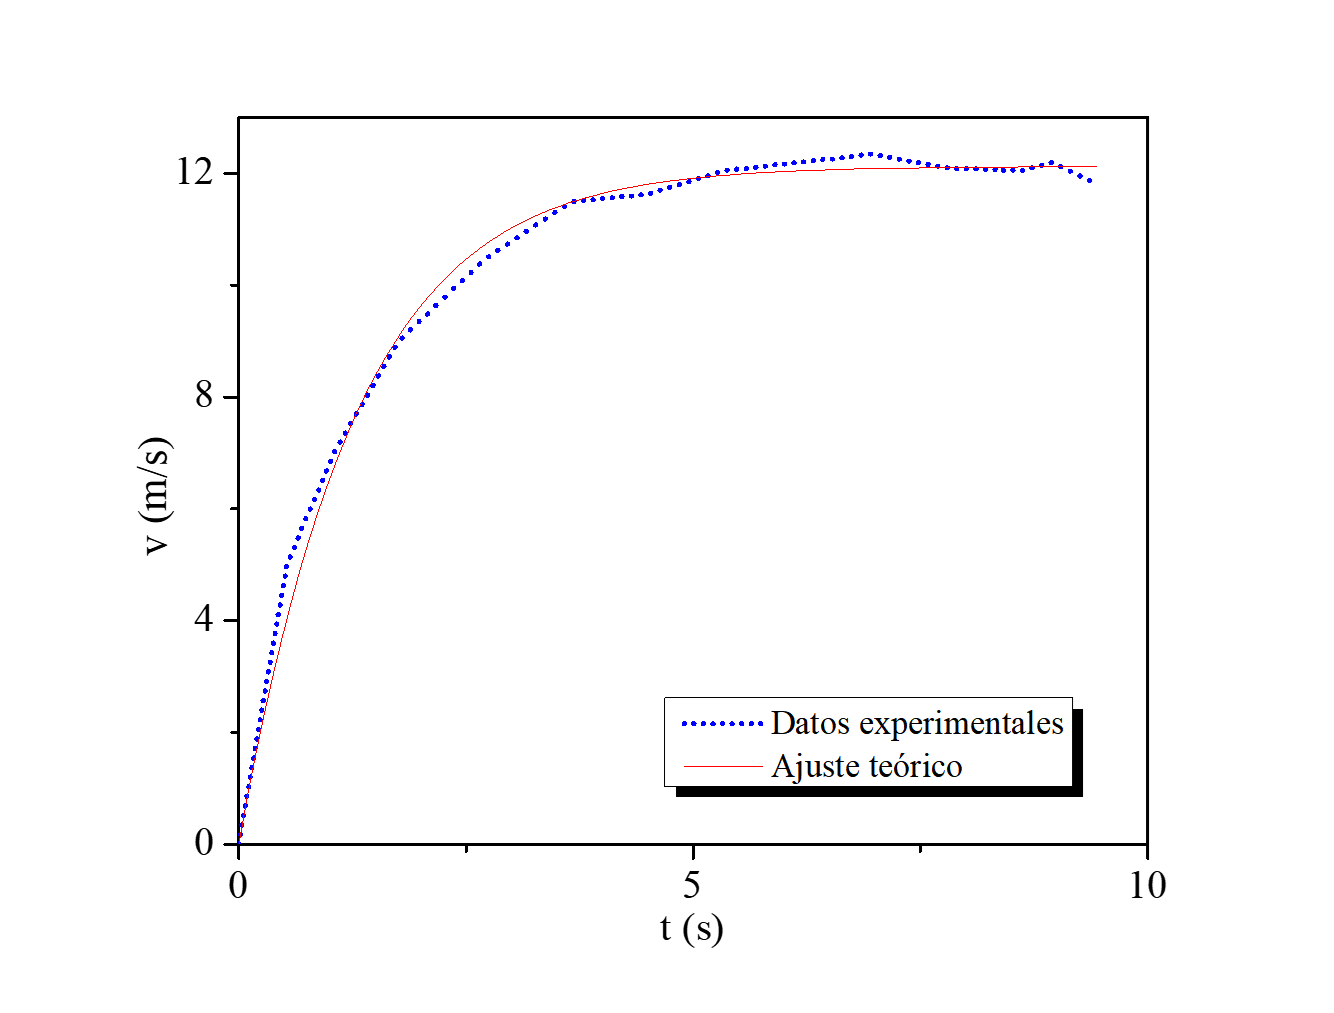 12
8
4
0
v (m/s)
0 5 10
t (s)
Datos experimentales
Ajuste teórico